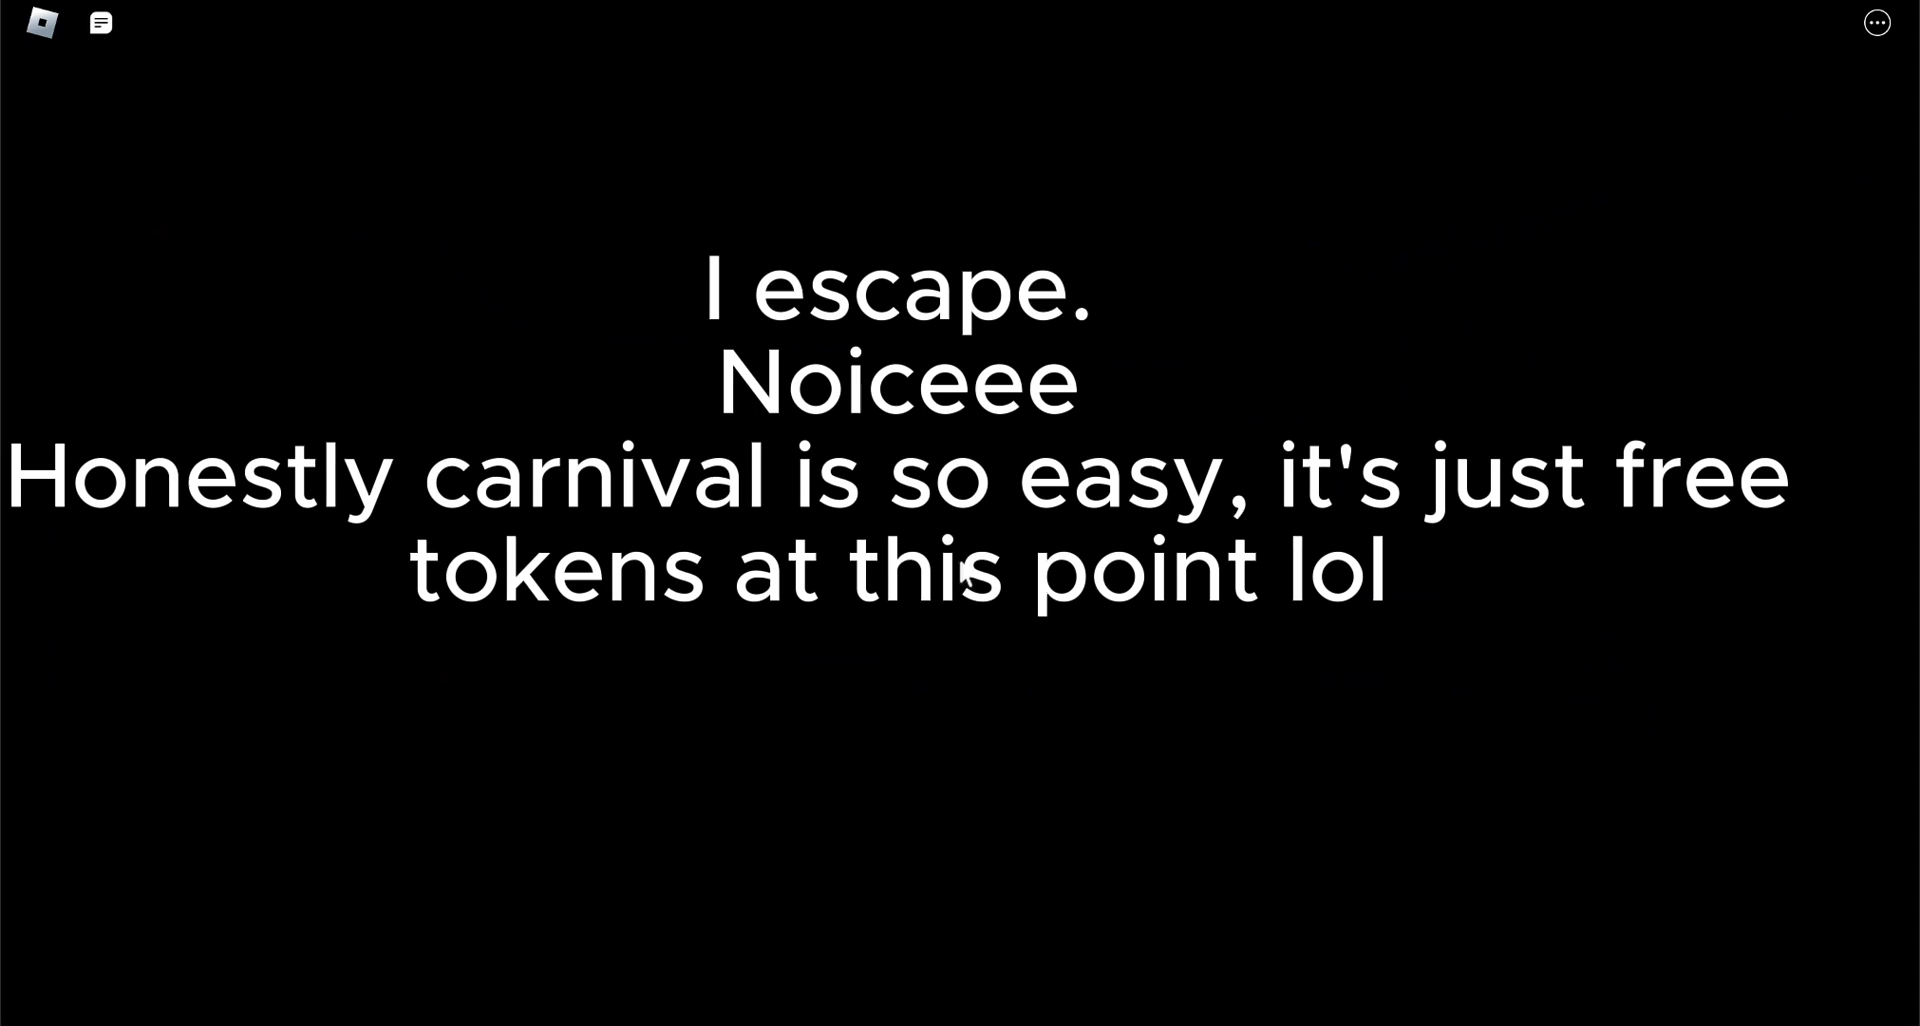 I escape.
Noiceee
Honestly carnival is so easy, it's just free
tokens at this point lol